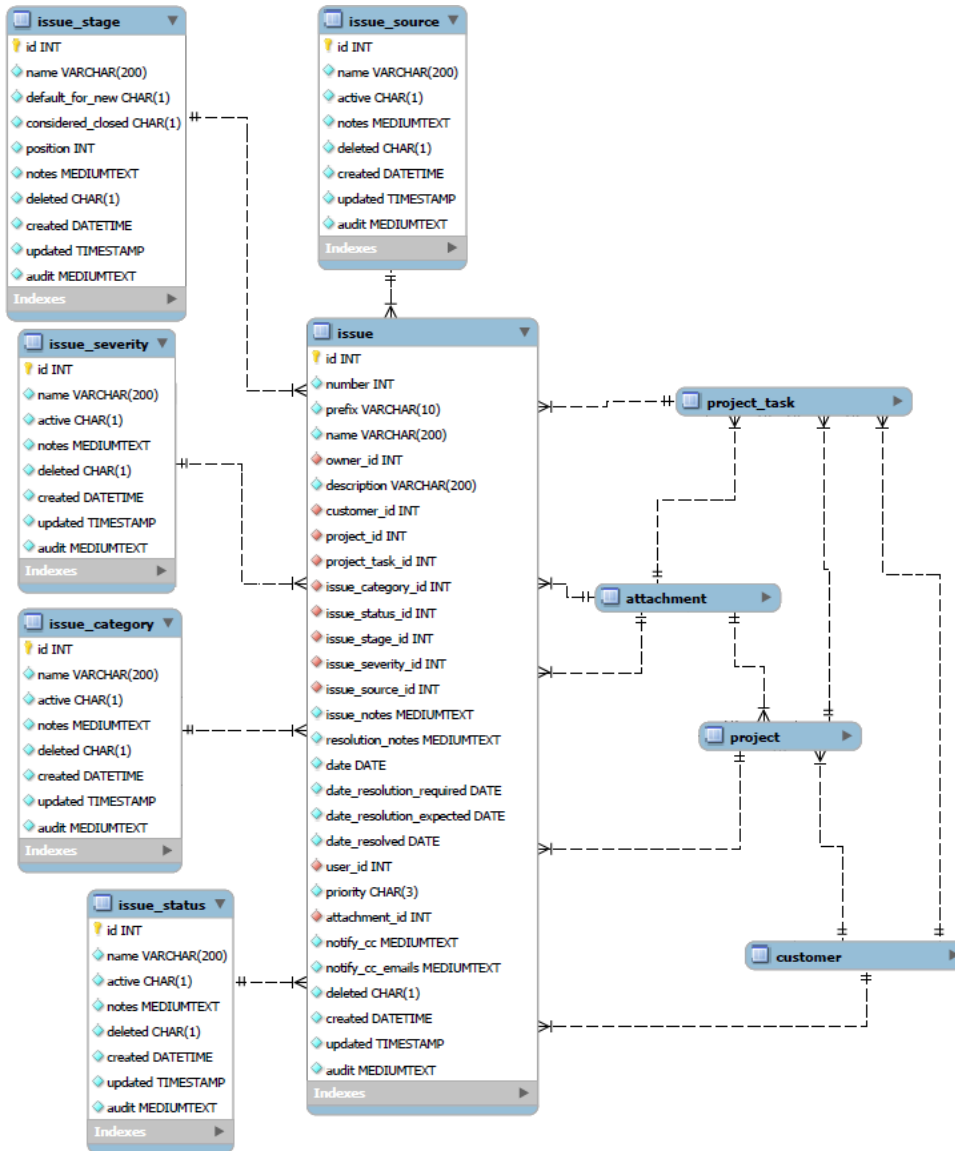 issue_stage
id INT
name VARCHAR(200)
default_for_new CHAR(1)
considered_closed CHAR(1)
position INT
notes MEDIUMTEXT
deleted CHAR(1)
created DATETIME
updated TIMESTAMP
audit MEDIUMTEXT
Indexes
issue_source
id INT
name VARCHAR(200)
active CHAR(1)
notes MEDIUMTEXT
deleted CHAR(1)
created DATETIME
updated TIMESTAMP
audit MEDIUMTEXT
Indexes
issue_severity
id INT
name VARCHAR(200)
active CHAR(1)
notes MEDIUMTEXT
deleted CHAR(1)
created DATETIME
updated TIMESTAMP
audit MEDIUMTEXT
Indexes
issue_category
id INT
name VARCHAR(200)
active CHAR(1)
notes MEDIUMTEXT
deleted CHAR(1)
created DATETIME
updated TIMESTAMP
audit MEDIUMTEXT
Indexes
issue_status
id INT
name VARCHAR(200)
active CHAR(1)
notes MEDIUMTEXT
deleted CHAR(1)
created DATETIME
updated TIMESTAMP
audit MEDIUMTEXT
Indexes
issue
id INT
number INT
prefix VARCHAR(10)
name VARCHAR(200)
owner_id INT
description VARCHAR(200)
customer_id INT
project_id INT
project_task_id INT
issue_category_id INT
issue_status_id INT
issue_stage_id INT
issue_severity_id INT
issue_source_id INT
issue_notes MEDIUMTEXT
resolution_notes MEDIUMTEXT
date DATE
date_resolution_required DATE
date_resolution_expected DATE
date_resolved DATE
user_id INT
priority CHAR(3)
attachment_id INT
notify_cc MEDIUMTEXT
notify_cc_emails MEDIUMTEXT
deleted CHAR(1)
created DATETIME
updated TIMESTAMP
audit MEDIUMTEXT
Indexes
project_task
attachment
project
customer